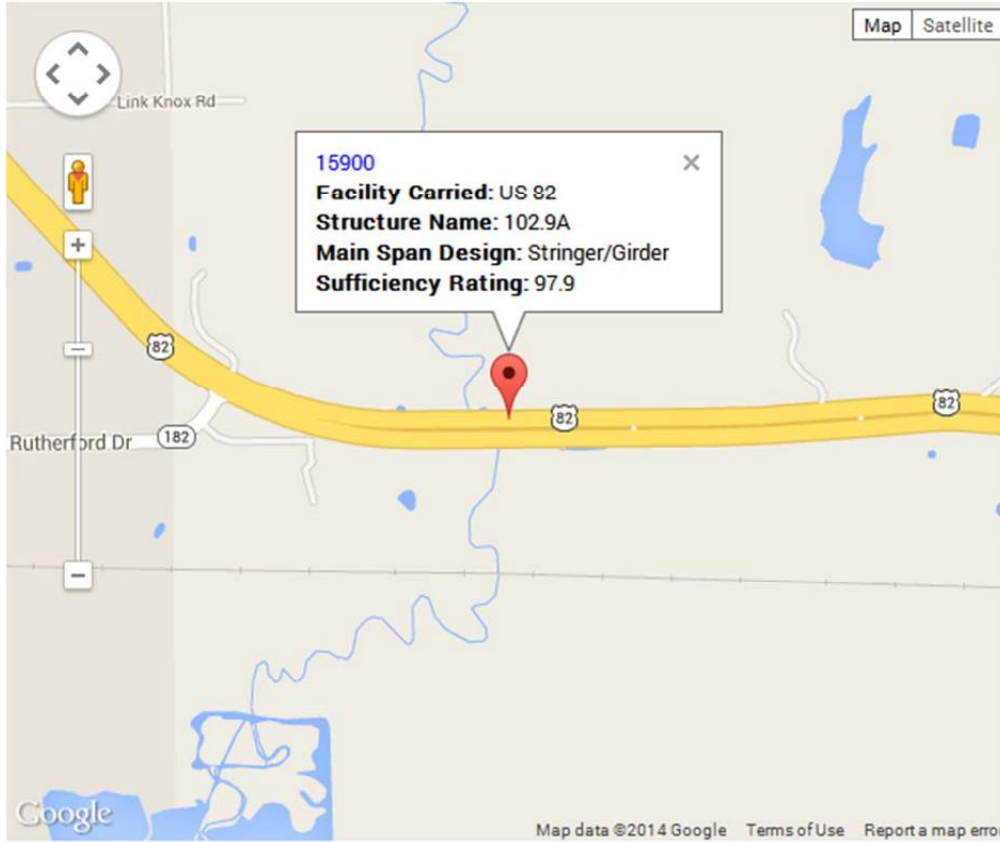 Map Satellite
Link Knox Rd
15900
Facility Carried: US 82
Structure Name: 102.9A
Main Span Design: Stringer/Girder
Sufficiency Rating: 97.9
82
82
82
Rutherford Dr 182
Google
Map data ©2014 Google Terms of Use Report a map error